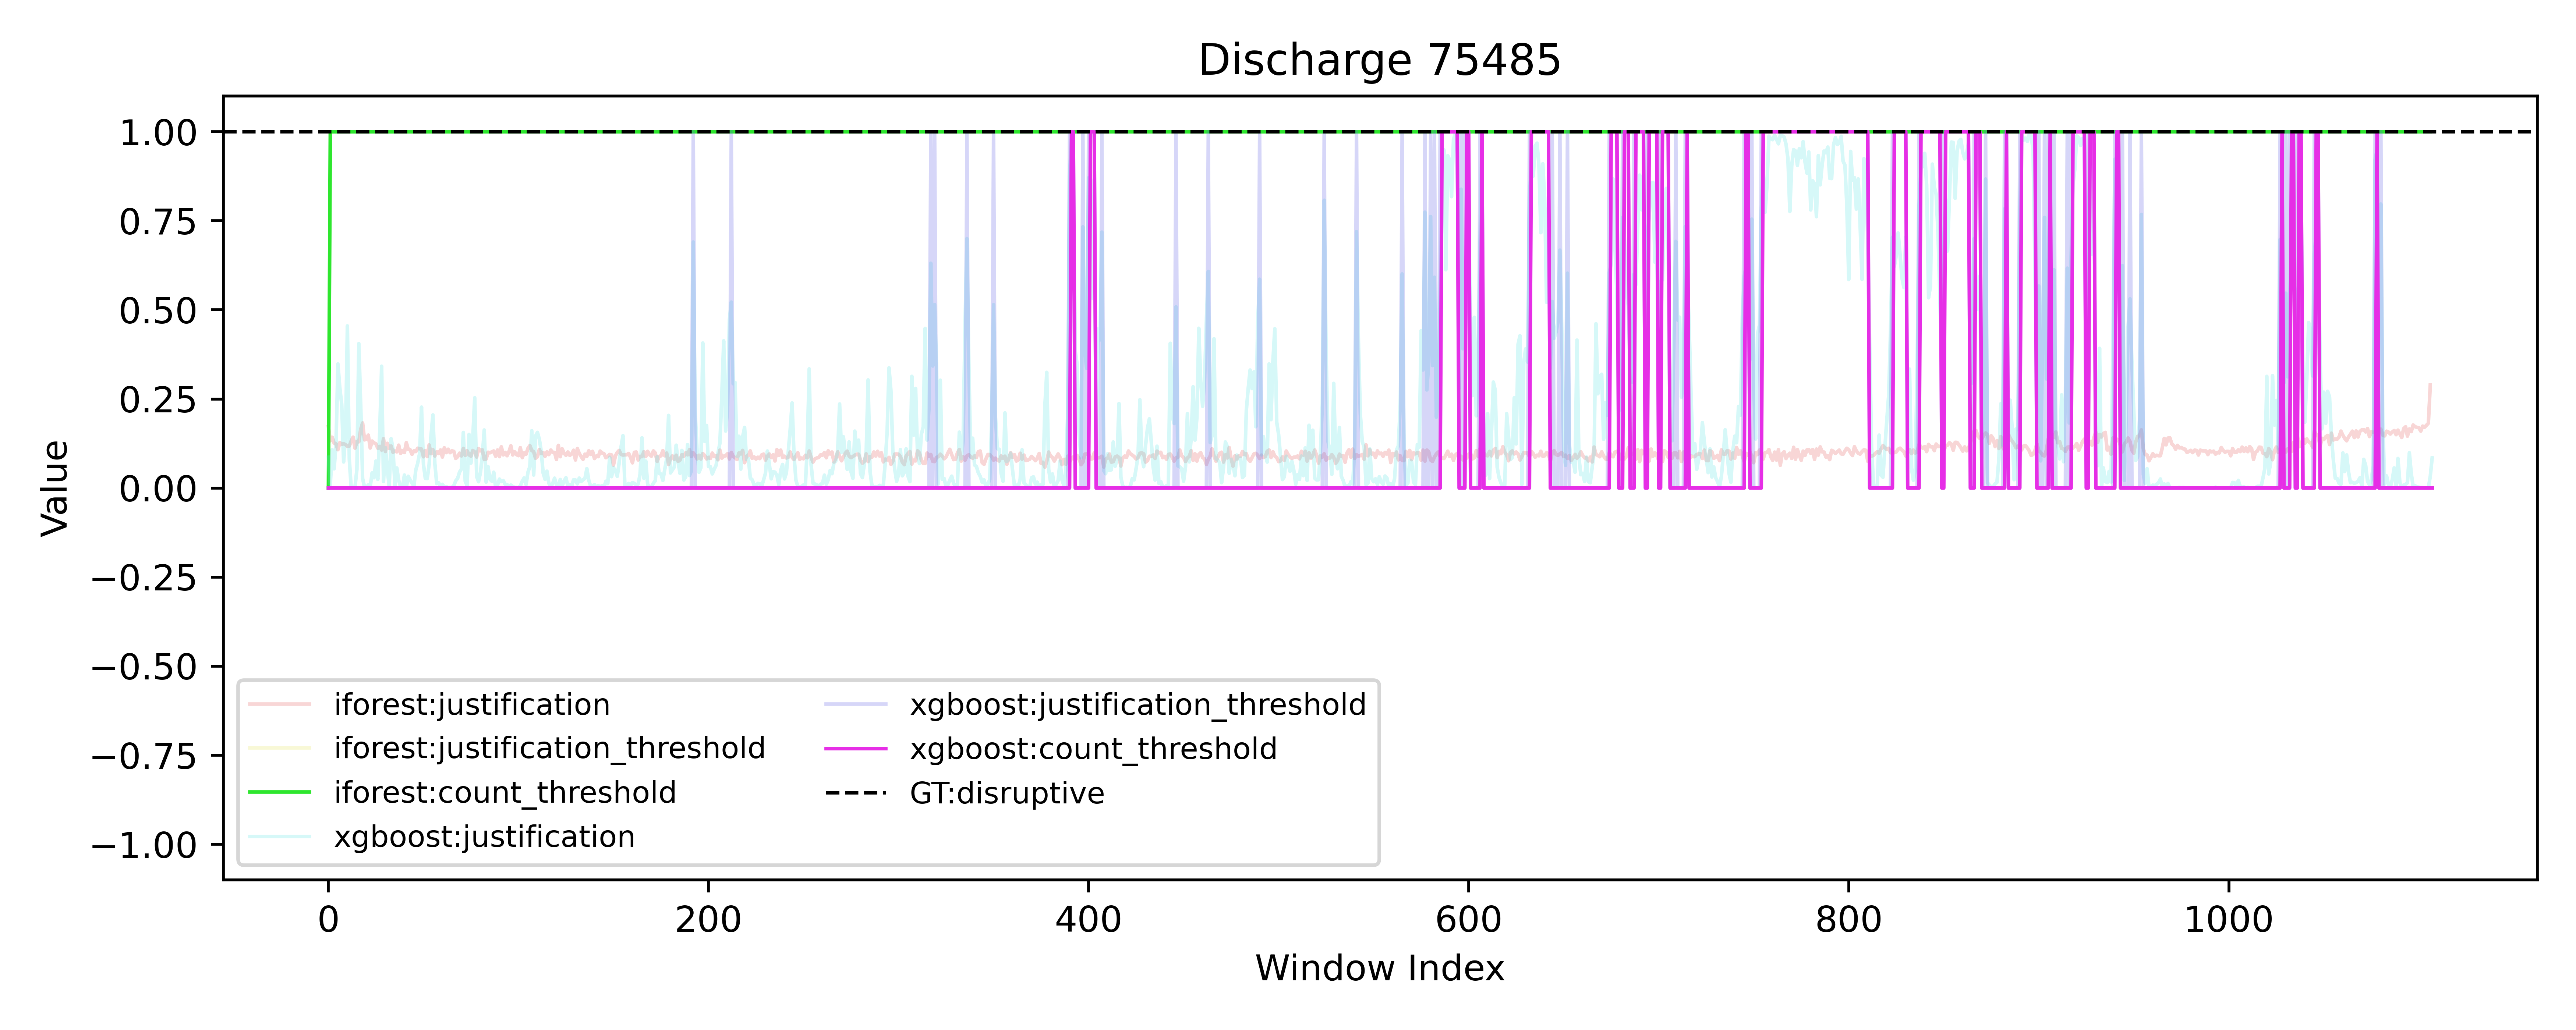 Discharge 75485
1.00
0.75
0.50
0.25
0.00
−0.25
−0.50
−0.75
−1.00
Value
iforest:justification
iforest:justification_threshold
iforest:count_threshold
xgboost:justification
xgboost:justification_threshold
xgboost:count_threshold
GT:disruptive
0 200 400 600 800 1000
Window Index